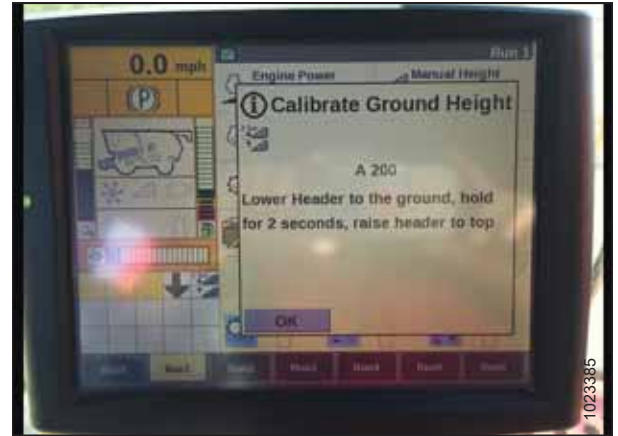 0.0 mph
Run 1
Engine Power
Manual Height
(P)
Calibrate Ground Height
A 200
Lower Header to the ground, hold
for 2 seconds, raise header to top
OK
1023385